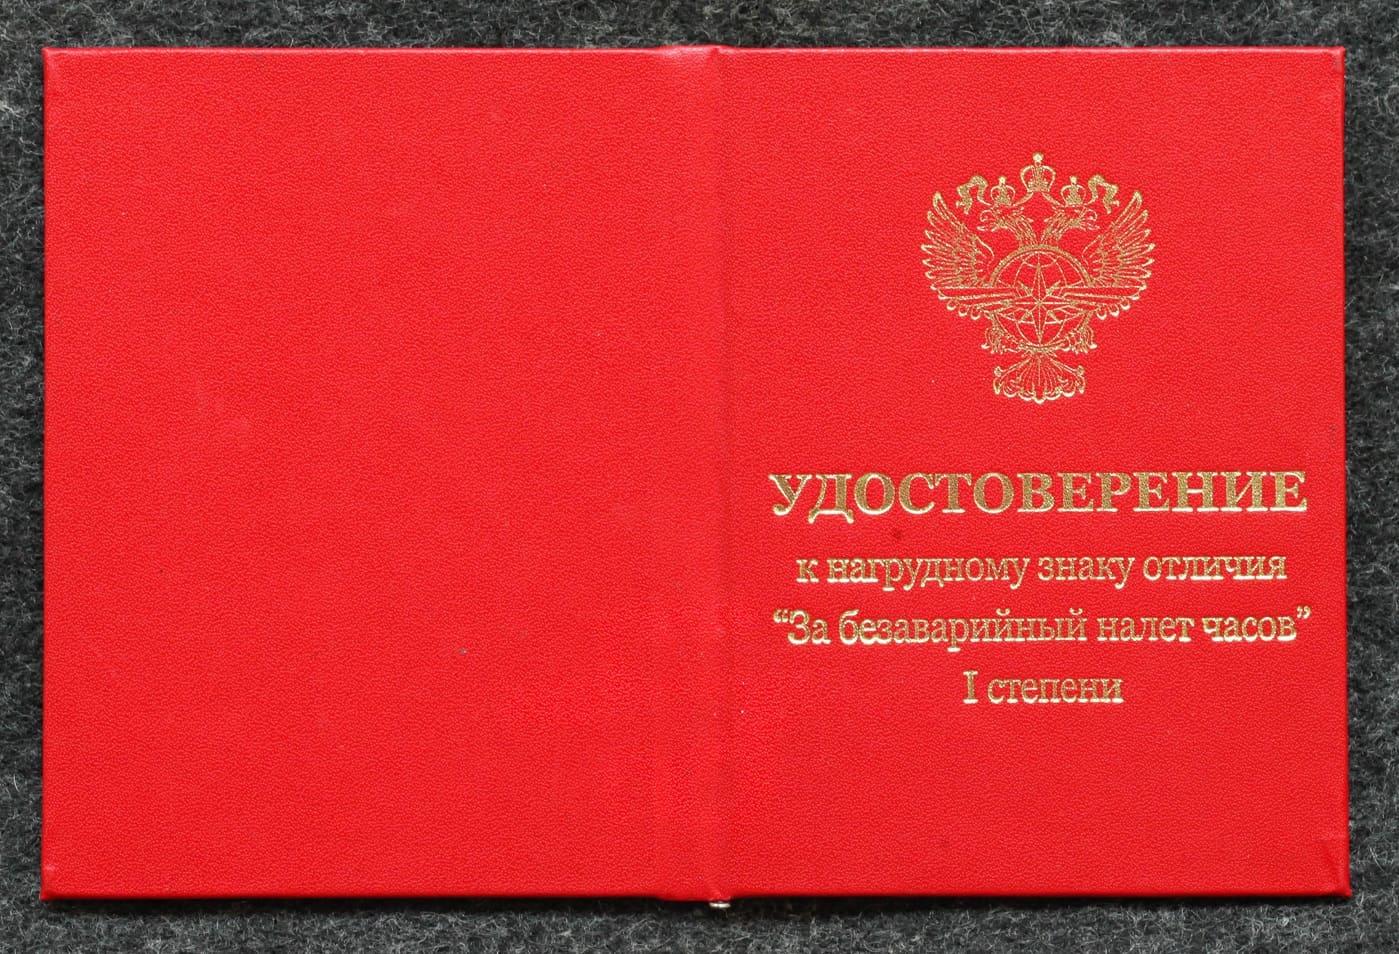 УДОСТОВЕРЕНИЕ
к нагрудному знаку отличия
“За безаварийный налет часов”
I степени